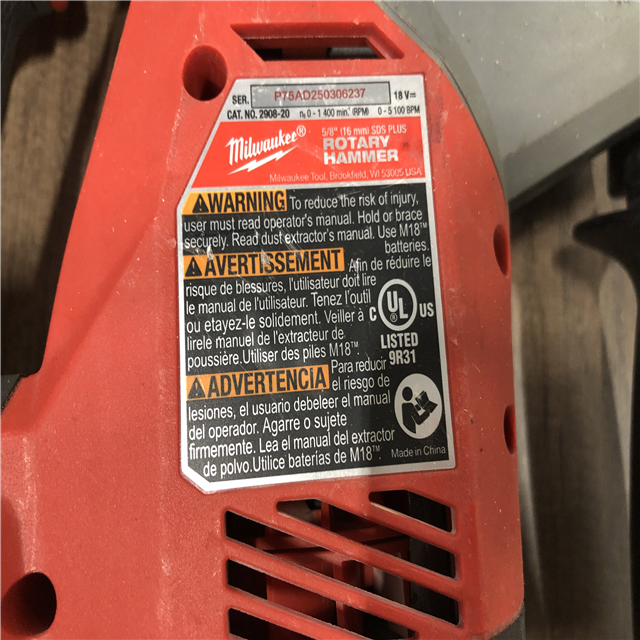 SER. P75AD250306237 18 V⎓
CAT. NO. 2908-20 n₀ 0 - 1 400 min.⁻¹ (RPM) 0 - 5 100 BPM
Milwaukee®
5/8" (16 mm) SDS PLUS
ROTARY
HAMMER
Milwaukee Tool, Brookfield, WI 53005 USA
WARNING To reduce the risk of injury,
user must read operator's manual. Hold or brace
securely. Read dust extractor's manual. Use M18™
batteries.
AVERTISSEMENT Afin de réduire le
risque de blessures, l'utilisateur doit lire
le manual de l'utilisateur. Tenez l'outil
ou etayez-le solidement. Veiller à
lirele manuel de l'extracteur de
poussière.Utiliser des piles M18™.
C UL US
LISTED
9R31
ADVERTENCIA Para reducir
el riesgo de
lesiones, el usuario debeleer el manual
del operador. Agarre o sujete
firmemente. Lea el manual del extractor
de polvo.Utilice baterías de M18™.
Made in China